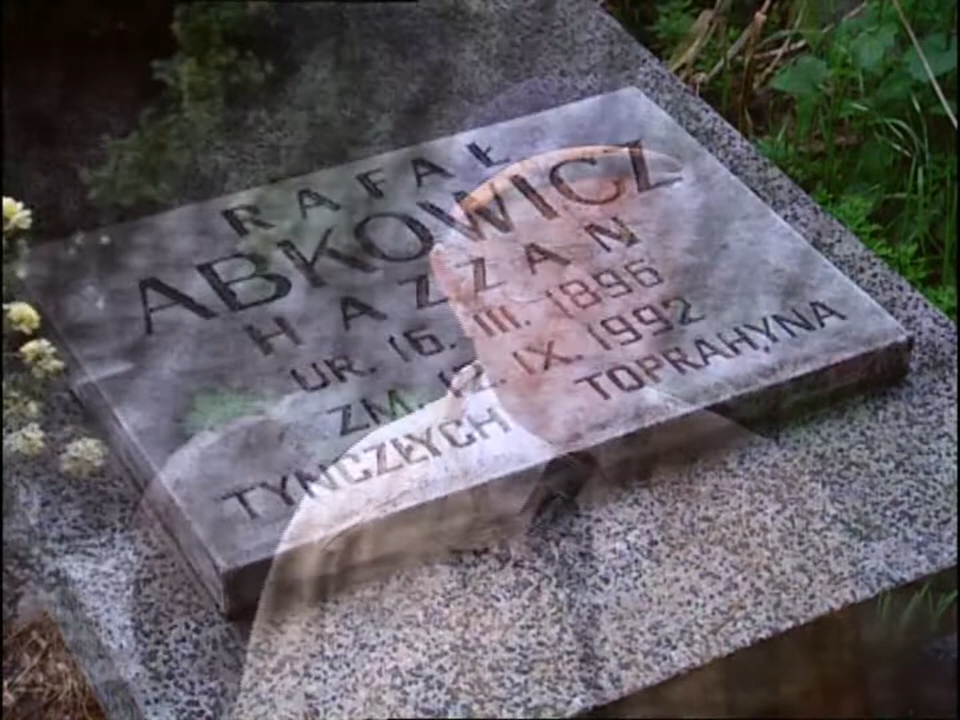 RAFAŁ
ABKOWICZ
HAZZAN
UR. 16. III. 1896
ZM. 12. IX. 1992
TYNCZŁYCH TOPRAHYNA